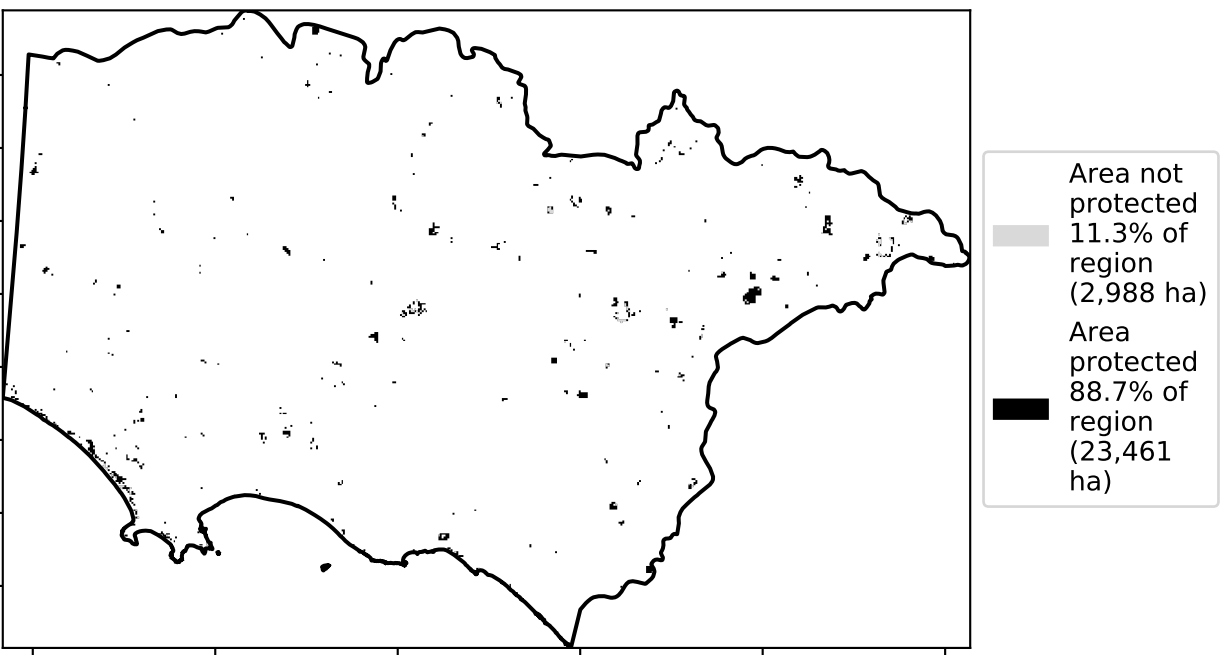 Area not
protected
11.3% of
region
(2,988 ha)
Area
protected
88.7% of
region
(23,461
ha)